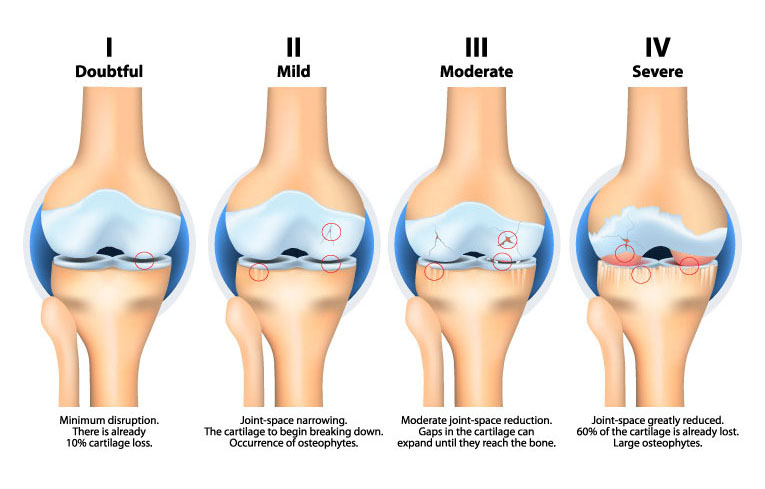 I
Doubtful
II
Mild
III
Moderate
IV
Severe
Minimum disruption.
There is already
10% cartilage loss.
Joint-space narrowing.
The cartilage to begin breaking down.
Occurrence of osteophytes.
Moderate joint-space reduction.
Gaps in the cartilage can
expand until they reach the bone.
Joint-space greatly reduced.
60% of the cartilage is already lost.
Large osteophytes.